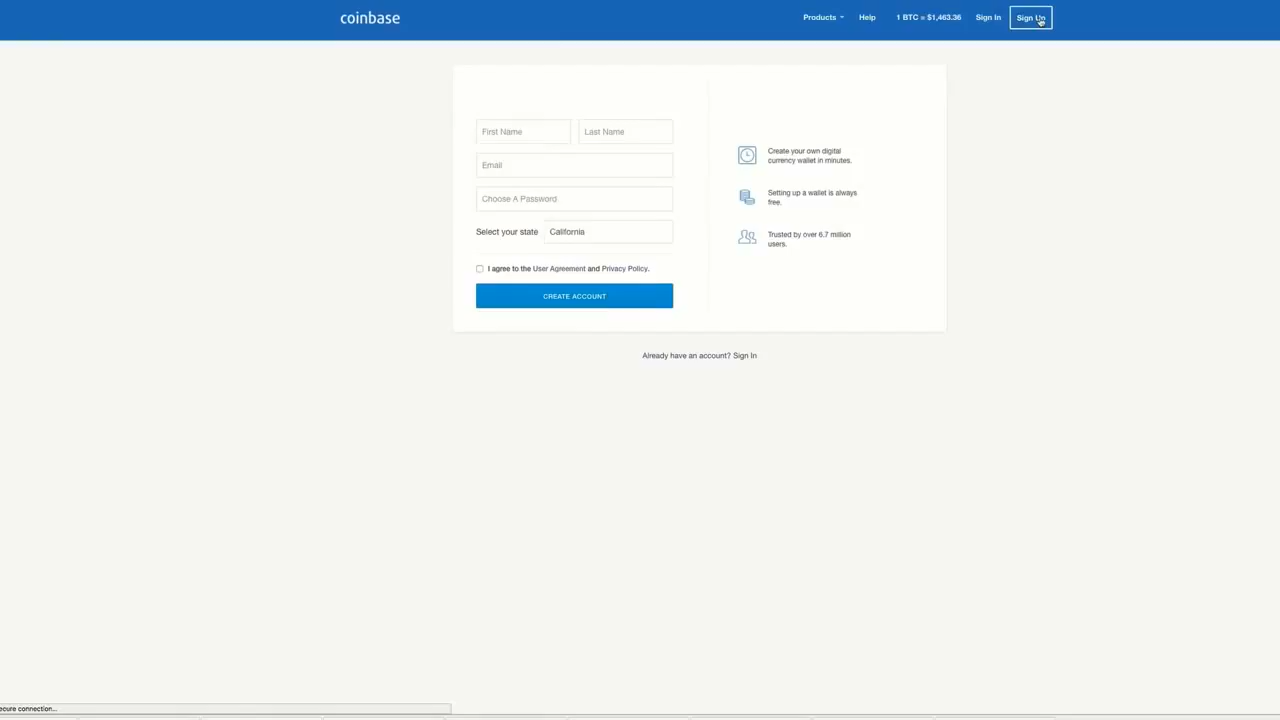 coinbase
Products
Help
1 BTC = $1,463.36
Sign In
Sign Up
First Name
Last Name
Email
Choose A Password
Select your state
California
I agree to the User Agreement and Privacy Policy.
CREATE ACCOUNT
Create your own digital
currency wallet in minutes.
Setting up a wallet is always
free.
Trusted by over 6.7 million
users.
Already have an account? Sign In
ecure connection...